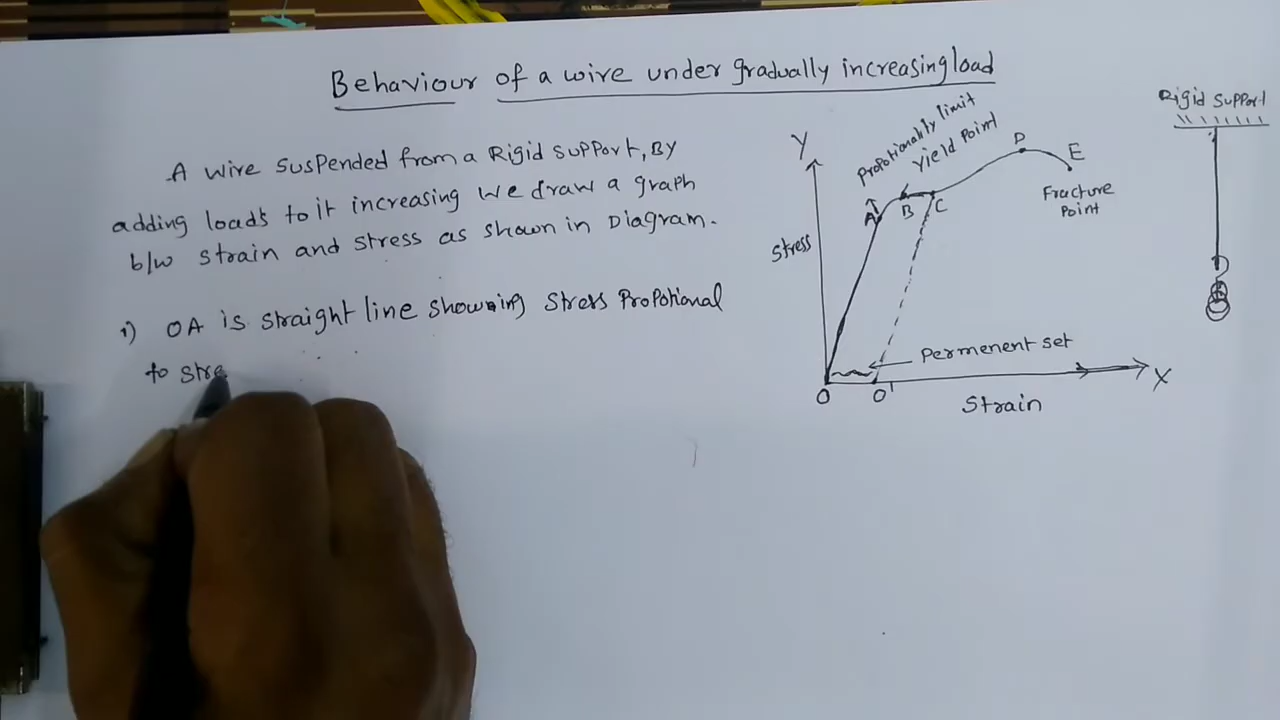 Behaviour of a wire under gradually increasing load
A wire suspended from a Rigid support, By
adding loads to it increasing we draw a graph
b/w strain and stress as shown in Diagram.
1) OA is straight line showing stress Propotional
to stre
Y
Propotionably limit
yield Point
A
B
C
D
E
Fracture
Point
Stress
Permenent set
O
O'
X
Strain
Rigid Support